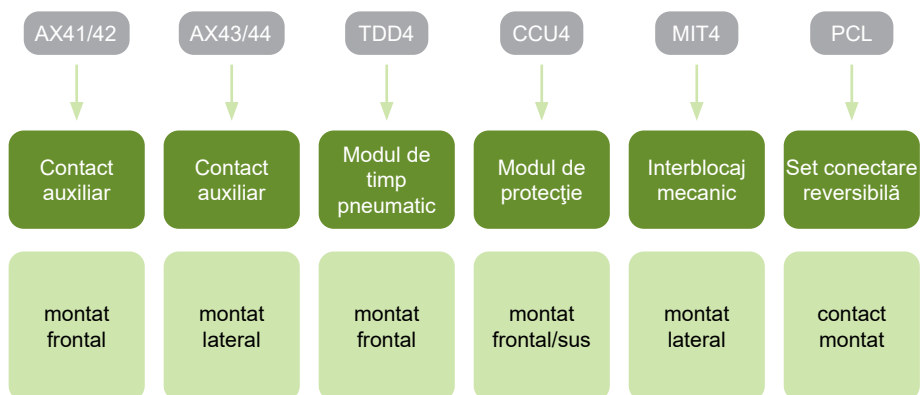 AX41/42
AX43/44
TDD4
CCU4
MIT4
PCL
Contact
auxiliar
Contact
auxiliar
Modul de
timp
pneumatic
Modul de
protecţie
Interblocaj
mecanic
Set conectare
reversibilă
montat
frontal
montat
lateral
montat
frontal
montat
frontal/sus
montat
lateral
contact
montat